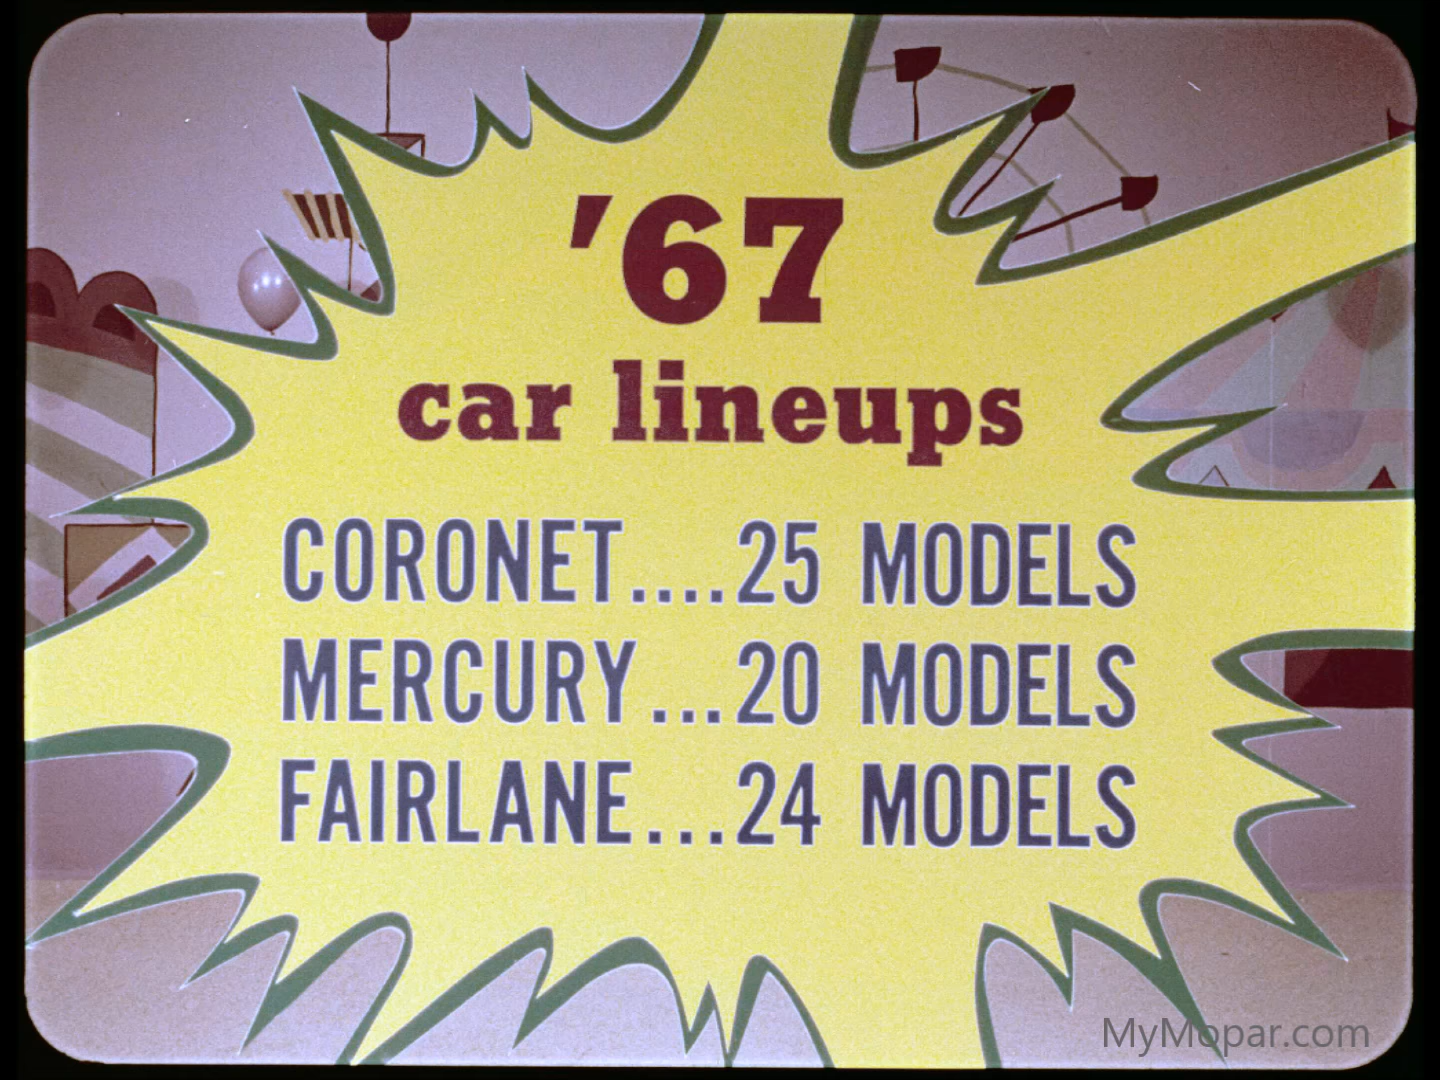 '67
car lineups
CORONET....25 MODELS
MERCURY...20 MODELS
FAIRLANE...24 MODELS
MyMopar.com